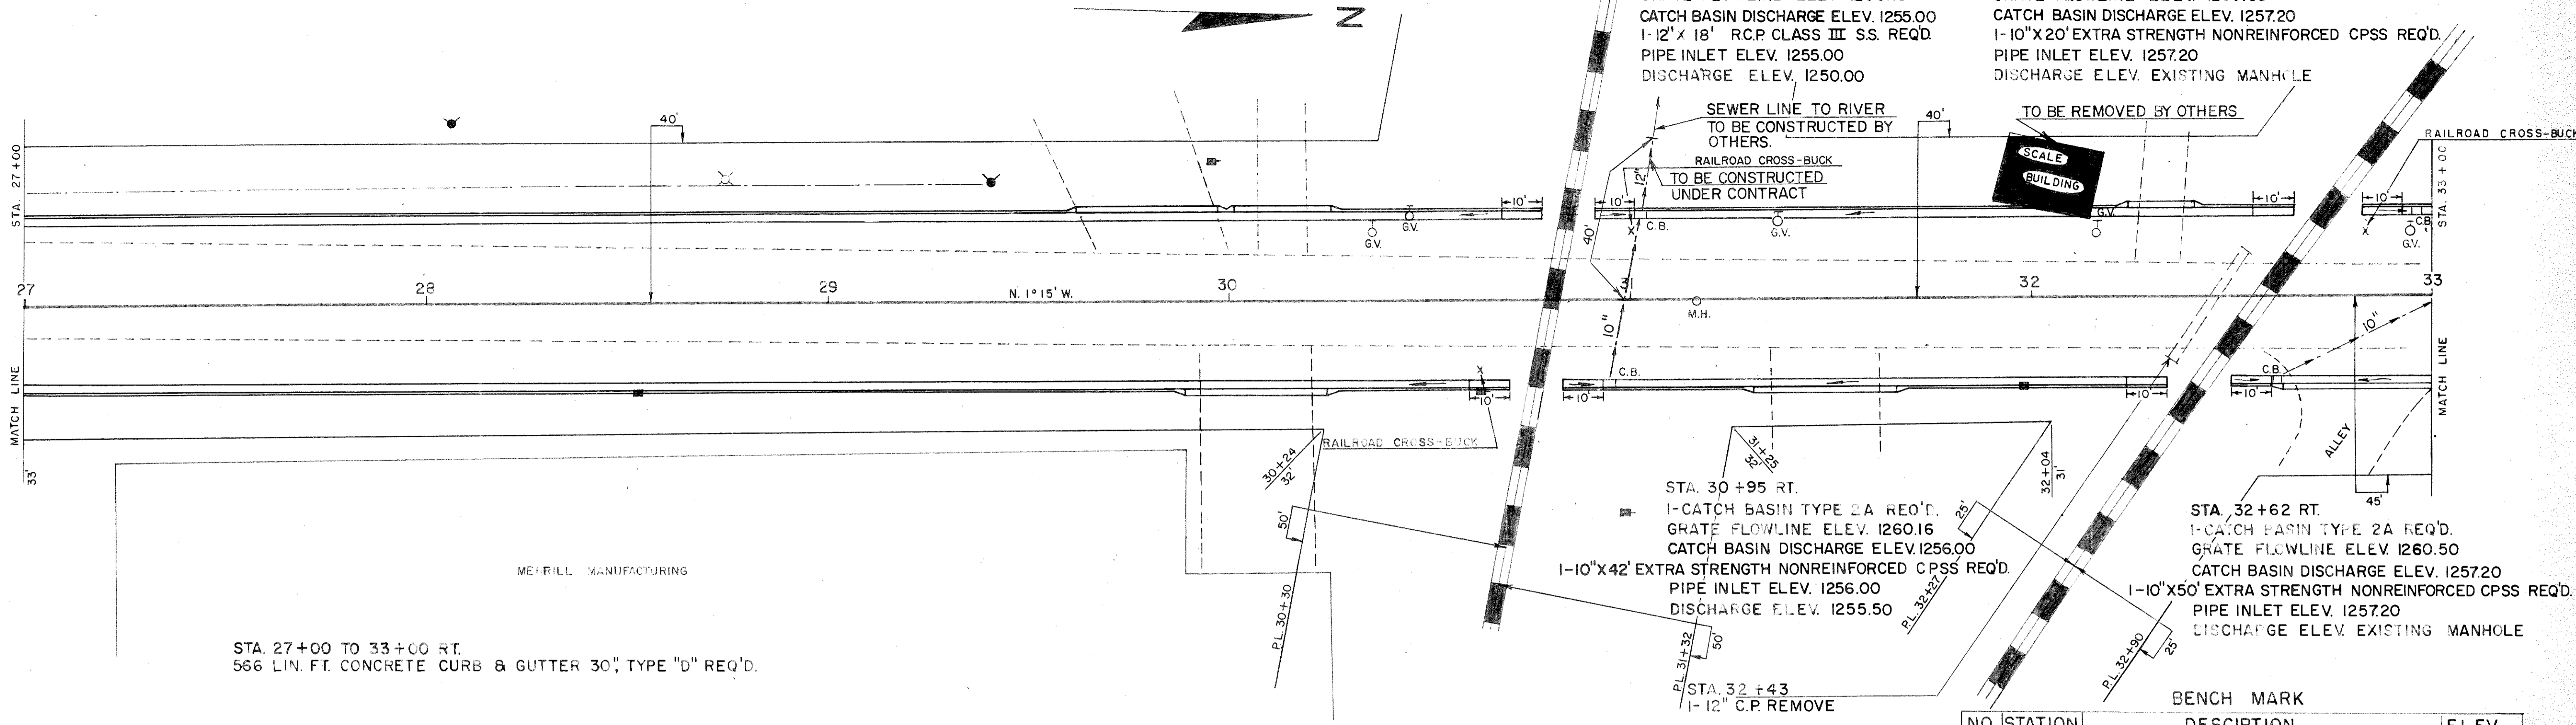 N
CATCH BASIN DISCHARGE ELEV. 1255.00
1-12" X 18' R.C.P. CLASS III S.S. REQ'D.
PIPE INLET ELEV. 1255.00
DISCHARGE ELEV. 1250.00
CATCH BASIN DISCHARGE ELEV. 1257.20
1-10"X20' EXTRA STRENGTH NONREINFORCED CPSS REQ'D.
PIPE INLET ELEV. 1257.20
DISCHARGE ELEV. EXISTING MANHOLE
SEWER LINE TO RIVER
TO BE CONSTRUCTED BY
OTHERS.
RAILROAD CROSS-BUCK
TO BE CONSTRUCTED
UNDER CONTRACT
TO BE REMOVED BY OTHERS
SCALE
BUILDING
RAILROAD CROSS-BUCK
STA. 27+00
40'
40'
STA. 33+00
12"
10'
10'
10'
10'
G.V.
G.V.
40'
X
C.B.
G.V.
G.V.
X
C.B.
G.V.
27
28
29
N. 1° 15' W.
30
31
M.H.
32
33
10"
10"
MATCH LINE
MATCH LINE
X
C.B.
C.B.
10'
10'
10'
10'
33'
RAILROAD CROSS-BUCK
30+24
32'
31+25
32'
32+04
31'
ALLEY
45'
50'
25'
STA. 30+95 RT.
1-CATCH BASIN TYPE 2A REQ'D.
GRATE FLOWLINE ELEV. 1260.16
CATCH BASIN DISCHARGE ELEV. 1256.00
1-10"X42' EXTRA STRENGTH NONREINFORCED CPSS REQ'D.
PIPE INLET ELEV. 1256.00
DISCHARGE ELEV. 1255.50
STA. 32+62 RT.
1-CATCH BASIN TYPE 2A REQ'D.
GRATE FLOWLINE ELEV. 1260.50
CATCH BASIN DISCHARGE ELEV. 1257.20
1-10"X50' EXTRA STRENGTH NONREINFORCED CPSS REQ'D.
PIPE INLET ELEV. 1257.20
DISCHARGE ELEV. EXISTING MANHOLE
MERRILL MANUFACTURING
P.L. 30+30
P.L. 31+32
50'
P.L. 32+27
P.L. 32+90
25'
STA. 27+00 TO 33+00 RT.
566 LIN. FT. CONCRETE CURB & GUTTER 30", TYPE "D" REQ'D.
STA. 32+43
1-12" C.P. REMOVE
BENCH MARK
NO. STATION DESCIPTION ELEV.